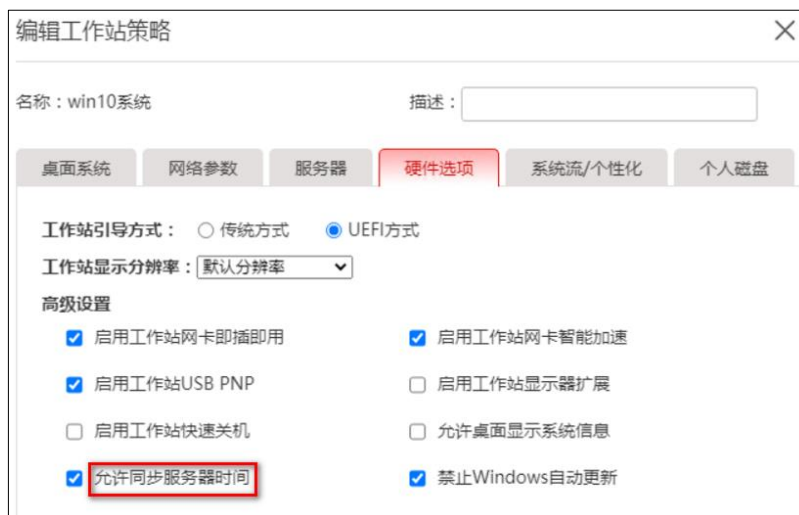 编辑工作站策略
名称：win10系统 描述：
桌面系统 网络参数 服务器 硬件选项 系统流/个性化 个人磁盘
工作站引导方式： 传统方式 UEFI方式
工作站显示分辨率：默认分辨率
高级设置
启用工作站网卡即插即用 启用工作站网卡智能加速
启用工作站USB PNP 启用工作站显示器扩展
启用工作站快速关机 允许桌面显示系统信息
允许同步服务器时间 禁止Windows自动更新